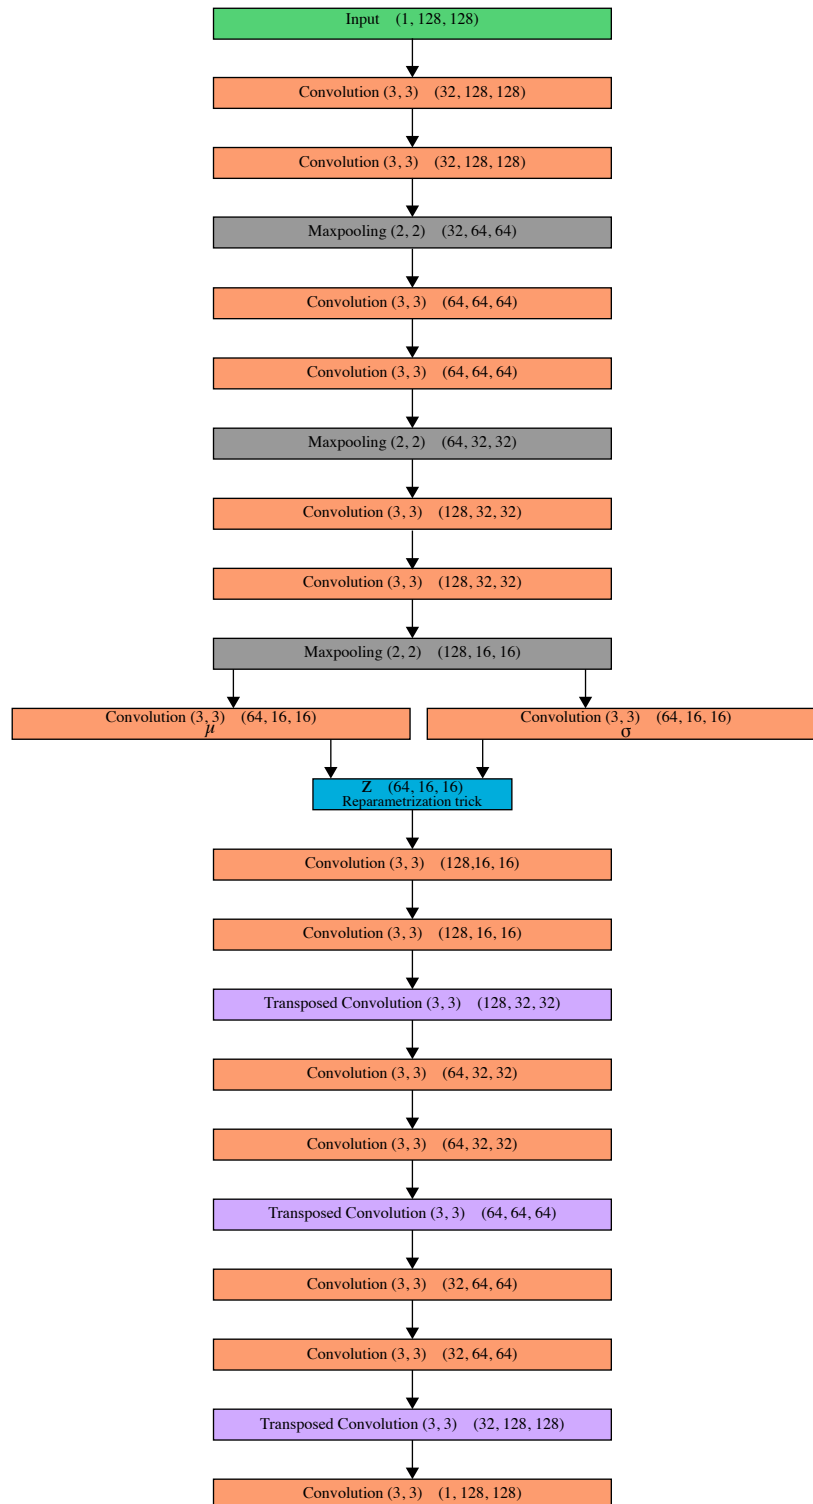 Input (1, 128, 128)
Convolution (3, 3) (32, 128, 128)
Convolution (3, 3) (32, 128, 128)
Maxpooling (2, 2) (32, 64, 64)
Convolution (3, 3) (64, 64, 64)
Convolution (3, 3) (64, 64, 64)
Maxpooling (2, 2) (64, 32, 32)
Convolution (3, 3) (128, 32, 32)
Convolution (3, 3) (128, 32, 32)
Maxpooling (2, 2) (128, 16, 16)
Convolution (3, 3) (64, 16, 16)
μ
Convolution (3, 3) (64, 16, 16)
σ
Z (64, 16, 16)
Reparametrization trick
Convolution (3, 3) (128,16, 16)
Convolution (3, 3) (128, 16, 16)
Transposed Convolution (3, 3) (128, 32, 32)
Convolution (3, 3) (64, 32, 32)
Convolution (3, 3) (64, 32, 32)
Transposed Convolution (3, 3) (64, 64, 64)
Convolution (3, 3) (32, 64, 64)
Convolution (3, 3) (32, 64, 64)
Transposed Convolution (3, 3) (32, 128, 128)
Convolution (3, 3) (1, 128, 128)